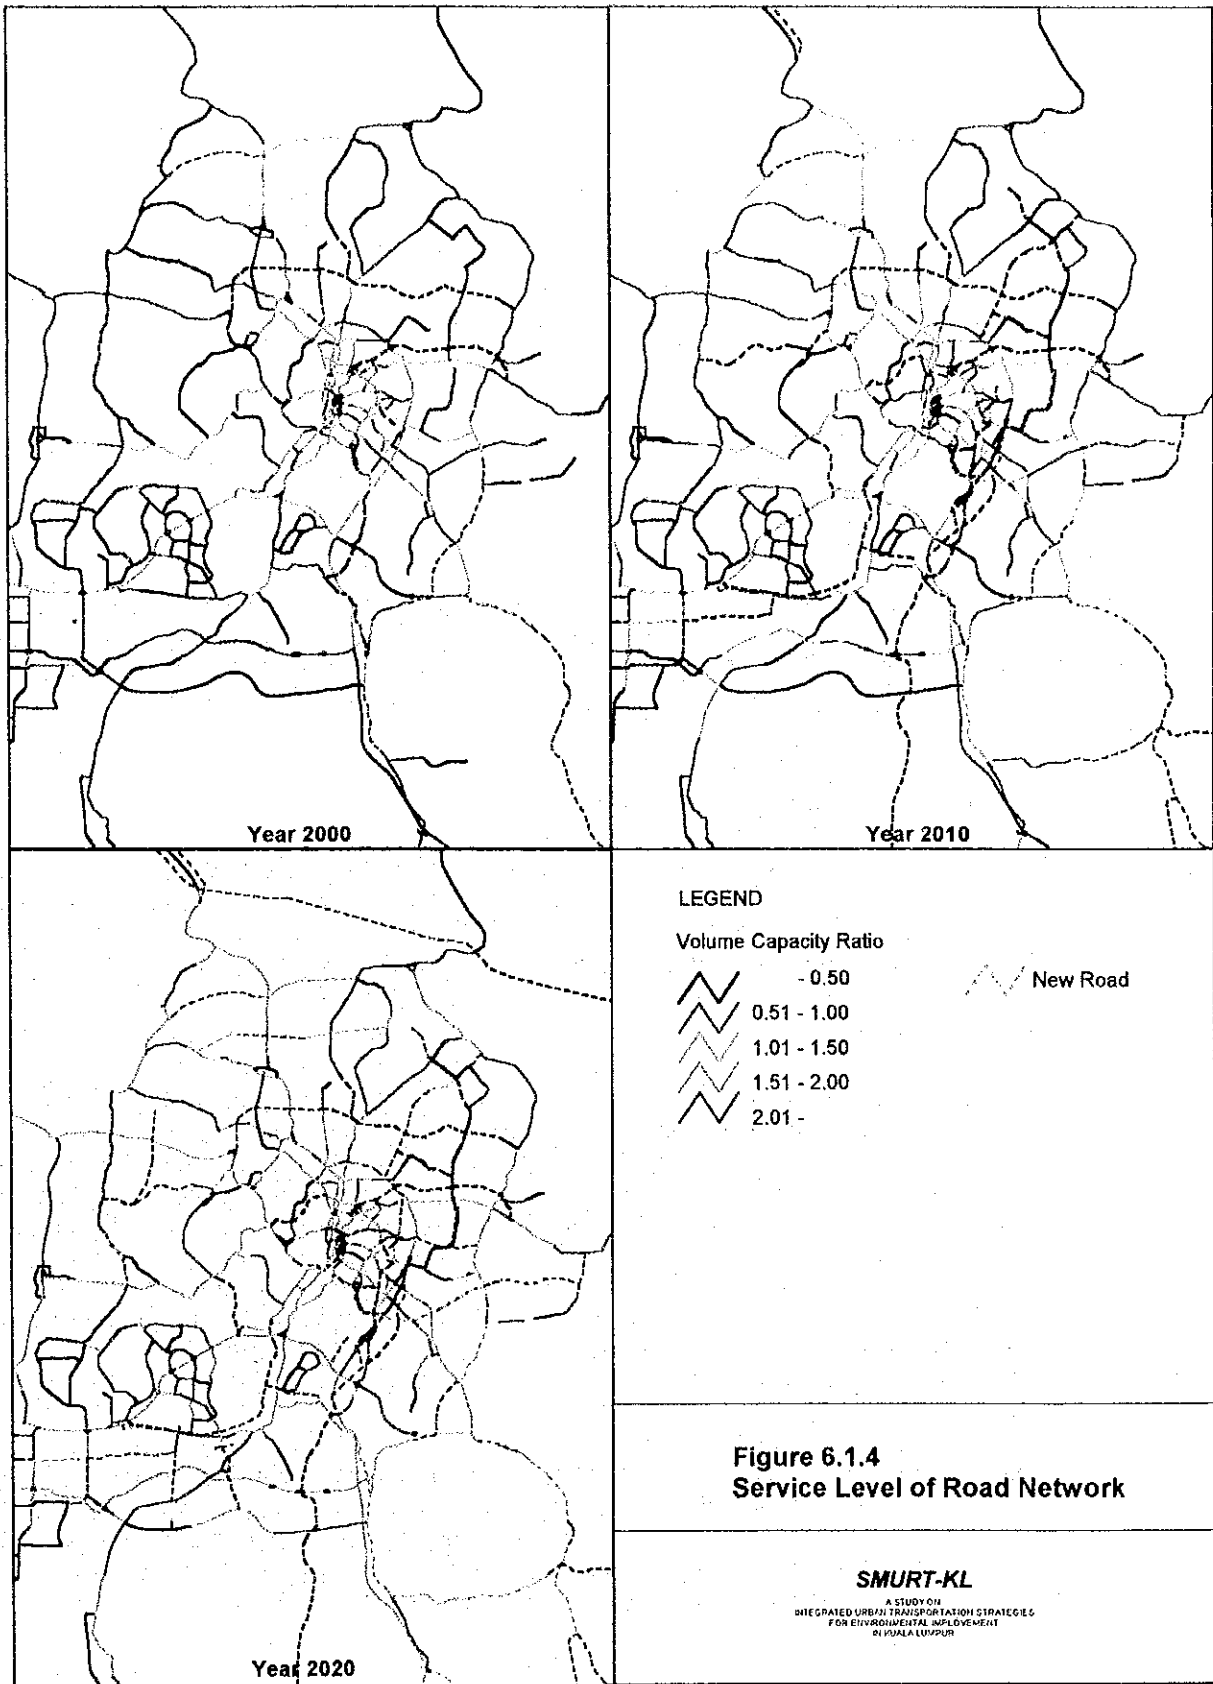 Year 2000
Year 2010
LEGEND
Volume Capacity Ratio
- 0.50
New Road
0.51 - 1.00
1.01 - 1.50
1.51 - 2.00
2.01 -
Figure 6.1.4
Service Level of Road Network
SMURT-KL
A STUDY ON
INTEGRATED URBAN TRANSPORTATION STRATEGIES
FOR ENVIRONMENTAL IMPLOVEMENT
IN KUALA LUMPUR
Year 2020